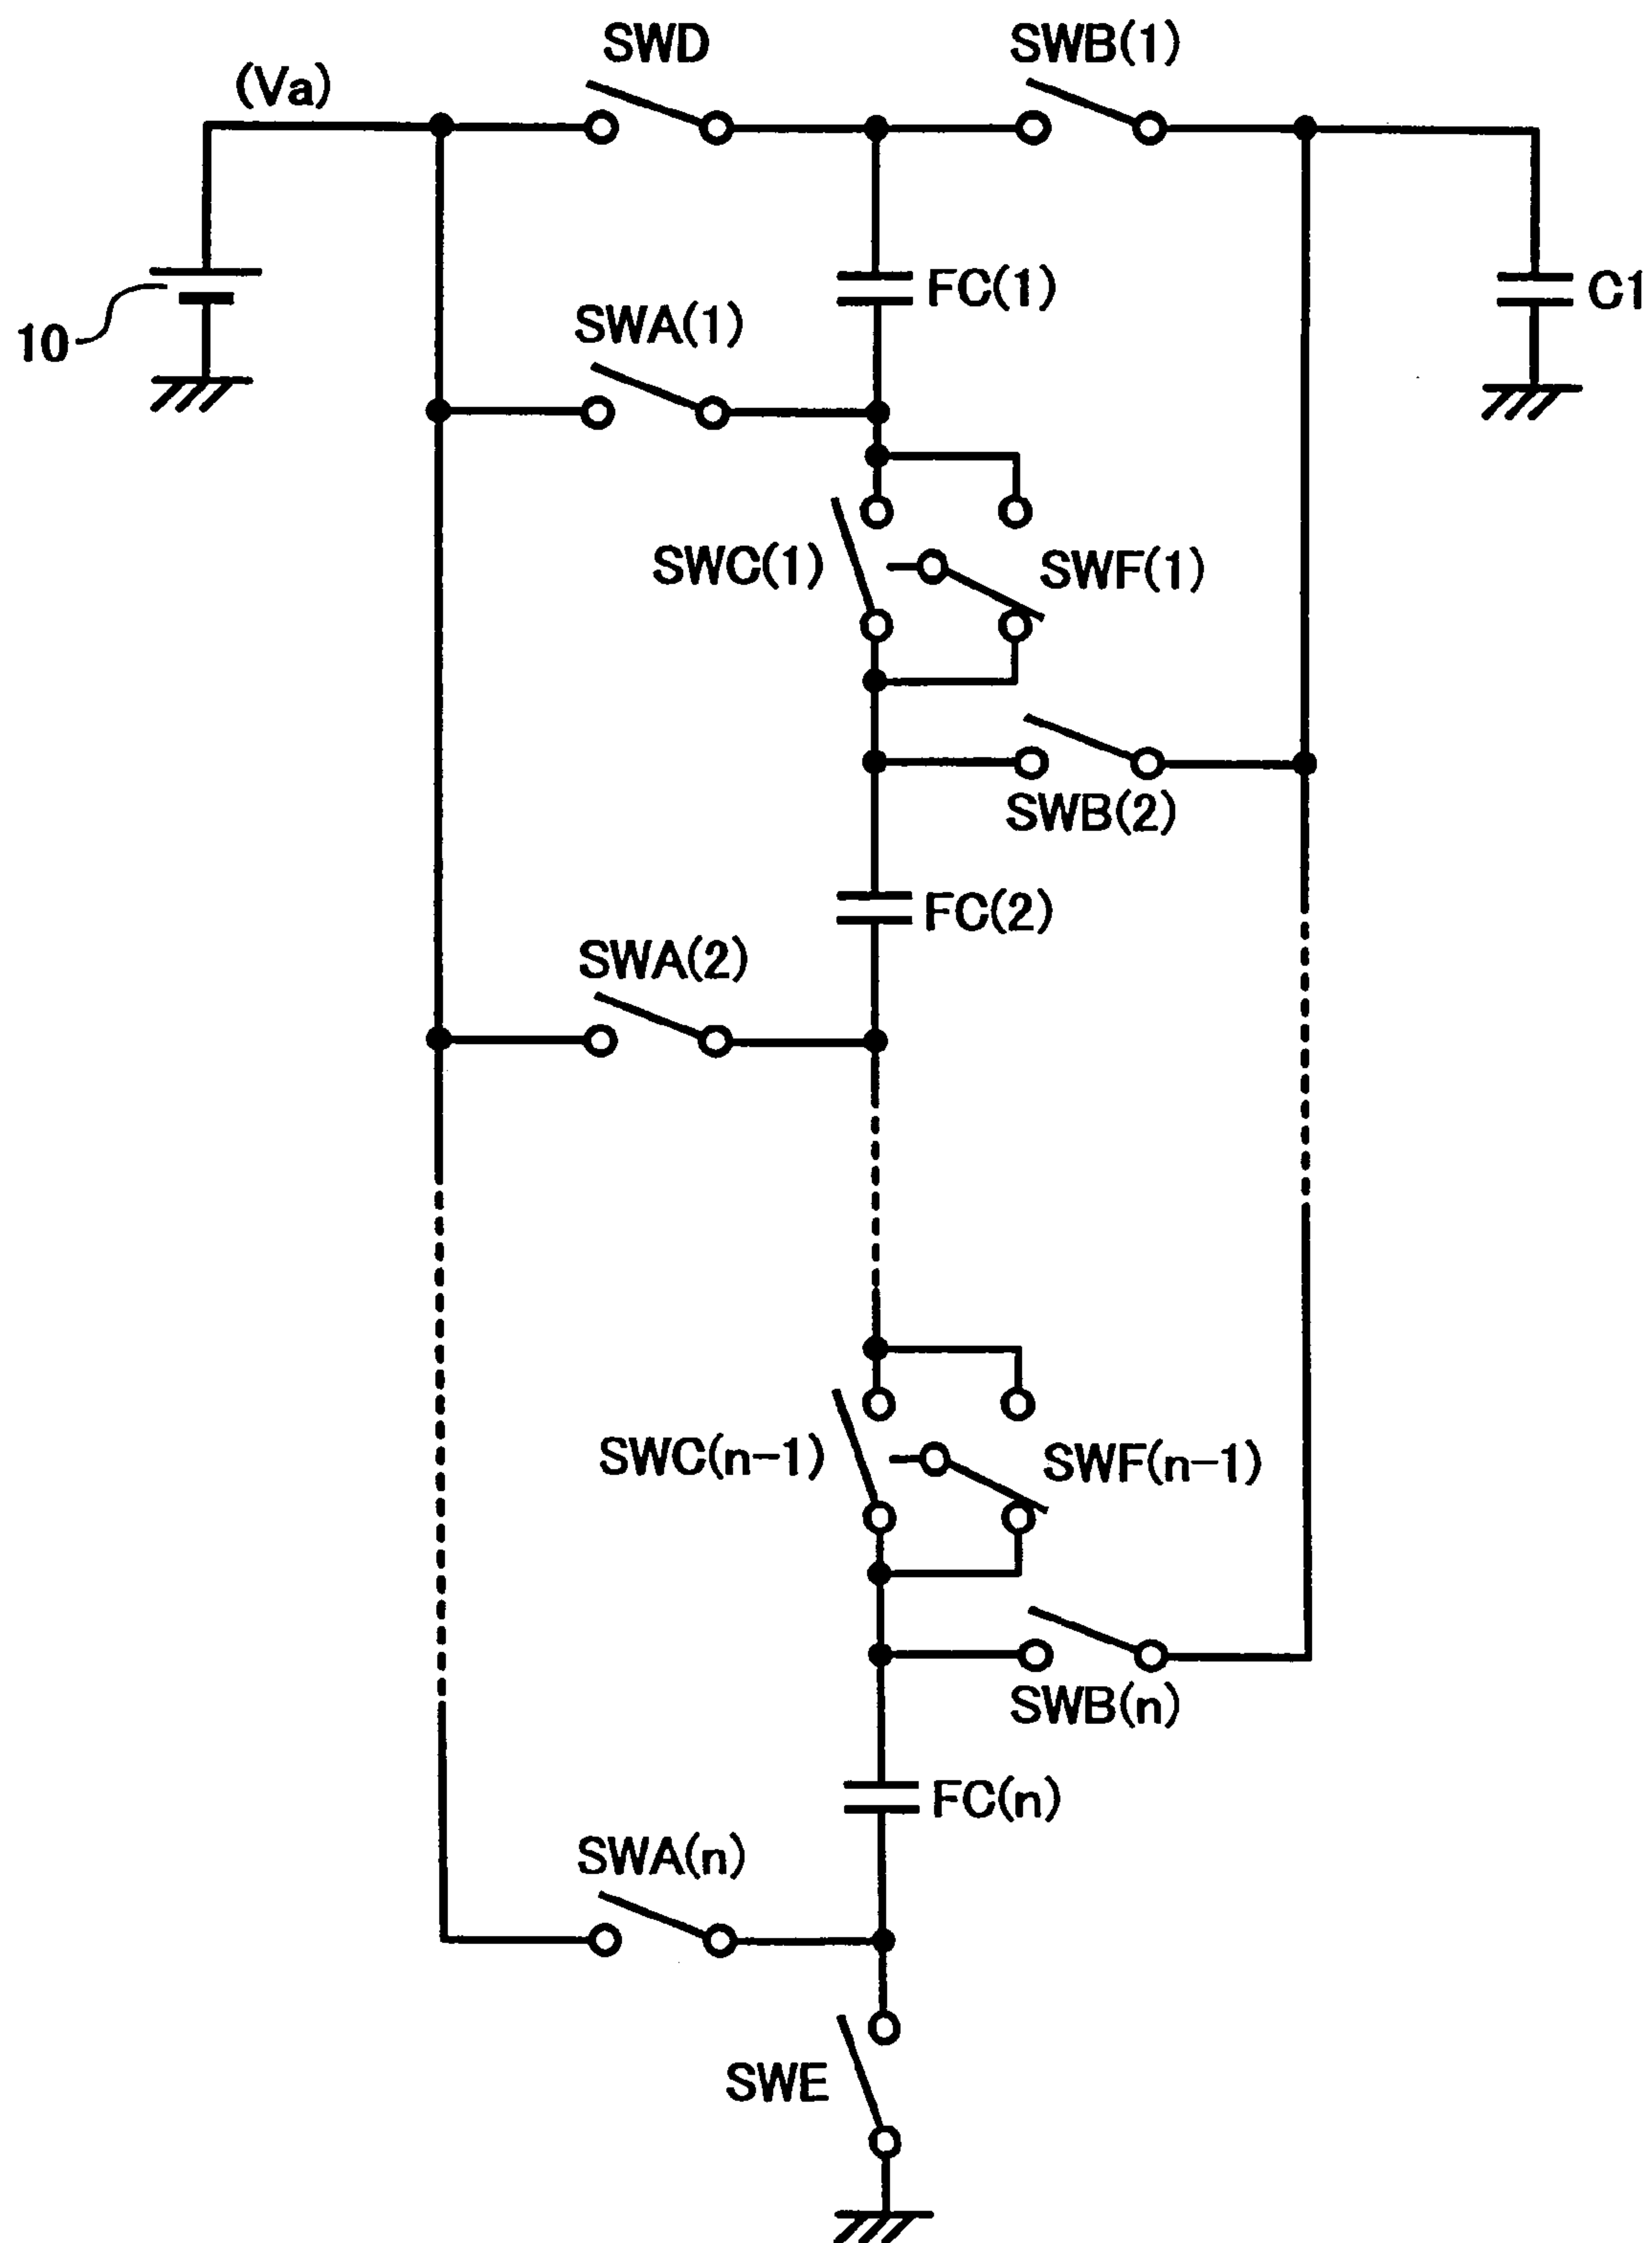 SWD
SWB(1)
(Va)
10
FC(1)
C1
SWA(1)
SWC(1)
SWF(1)
SWB(2)
FC(2)
SWA(2)
SWC(n-1)
SWF(n-1)
SWB(n)
FC(n)
SWA(n)
SWE